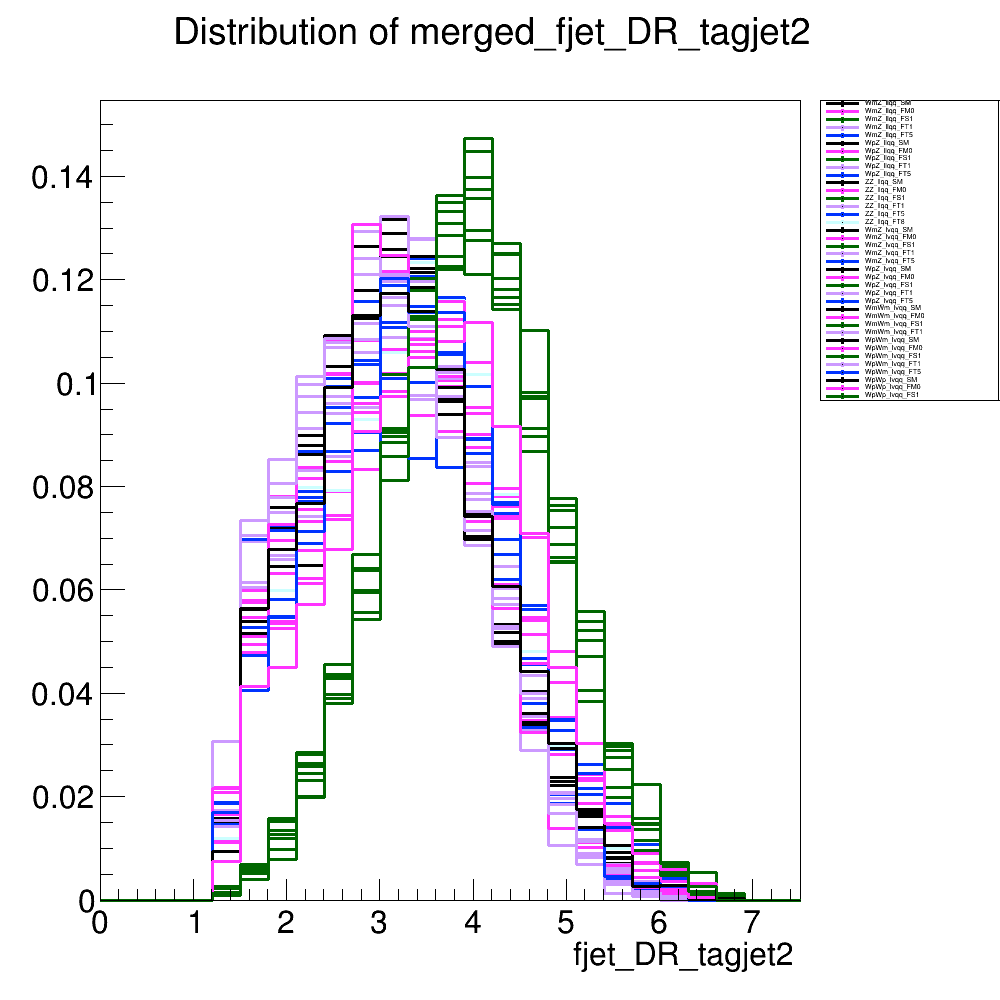 Distribution of merged_fjet_DR_tagjet2
0.14
0.12
0.1
0.08
0.06
0.04
0.02
0
0 1 2 3 4 5 6 7
fjet_DR_tagjet2
WmZ_llqq_SM
WmZ_llqq_FM0
WmZ_llqq_FS1
WmZ_llqq_FT1
WmZ_llqq_FT5
WpZ_llqq_SM
WpZ_llqq_FM0
WpZ_llqq_FS1
WpZ_llqq_FT1
WpZ_llqq_FT5
ZZ_llqq_SM
ZZ_llqq_FM0
ZZ_llqq_FS1
ZZ_llqq_FT1
ZZ_llqq_FT5
ZZ_llqq_FT8
WmZ_lvqq_SM
WmZ_lvqq_FM0
WmZ_lvqq_FS1
WmZ_lvqq_FT1
WmZ_lvqq_FT5
WpZ_lvqq_SM
WpZ_lvqq_FM0
WpZ_lvqq_FS1
WpZ_lvqq_FT1
WpZ_lvqq_FT5
WmWm_lvqq_SM
WmWm_lvqq_FM0
WmWm_lvqq_FS1
WmWm_lvqq_FT1
WpWm_lvqq_SM
WpWm_lvqq_FM0
WpWm_lvqq_FS1
WpWm_lvqq_FT1
WpWm_lvqq_FT5
WpWp_lvqq_SM
WpWp_lvqq_FM0
WpWp_lvqq_FS1